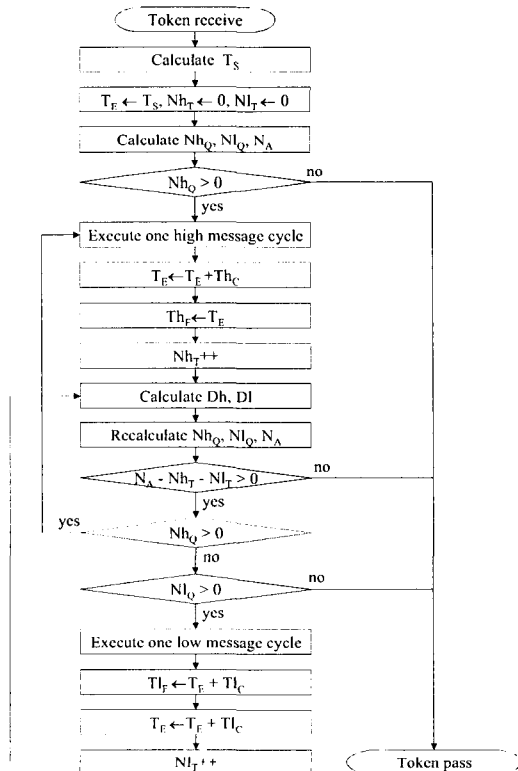 Token receive
Calculate T_S
T_E ← T_S, Nh_T ← 0, Nl_T ← 0
Calculate Nh_Q, Nl_Q, N_A
Nh_Q > 0
no
yes
Execute one high message cycle
T_E ← T_E + Th_C
Th_F ← T_E
Nh_T++
Calculate Dh, Dl
Recalculate Nh_Q, Nl_Q, N_A
N_A - Nh_T - Nl_T > 0
no
yes
yes
Nh_Q > 0
no
Nl_Q > 0
no
yes
Execute one low message cycle
Tl_F ← T_E + Tl_C
T_E ← T_E + Tl_C
Nl_T++
Token pass